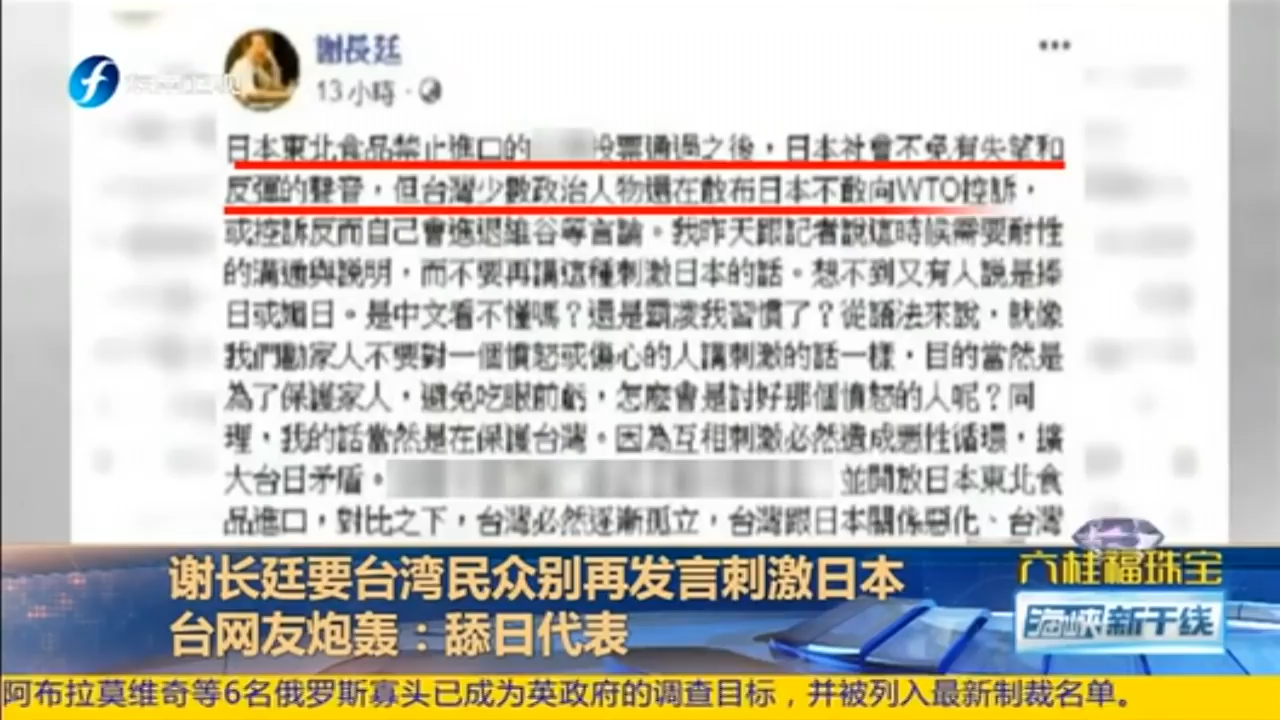 謝長廷
13小時
日本東北食品禁止進口的 投票通過之後，日本社會不免有失望和
反彈的聲音，但台灣少數政治人物還在散布日本不敢向WTO控訴，
或控訴反而自己會進退維谷等言論。我昨天跟記者說這時候需要耐性
的溝通與說明，而不要再講這種刺激日本的話。想不到又有人說是捧
日或媚日。是中文看不懂嗎？還是霸凌我習慣了？從語法來說，就像
我們勸家人不要對一個憤怒或傷心的人講刺激的話一樣，目的當然是
為了保護家人，避免吃眼前虧，怎麼會是討好那個憤怒的人呢？同
理，我的話當然是在保護台灣。因為互相刺激必然造成惡性循環，擴
大台日矛盾。 並開放日本東北食
品進口，對比之下，台灣必然逐漸孤立，台灣跟日本關係惡化、台灣
谢长廷要台湾民众别再发言刺激日本
台网友炮轰：舔日代表
六桂福珠宝
海峡新干线
阿布拉莫维奇等6名俄罗斯寡头已成为英政府的调查目标，并被列入最新制裁名单。